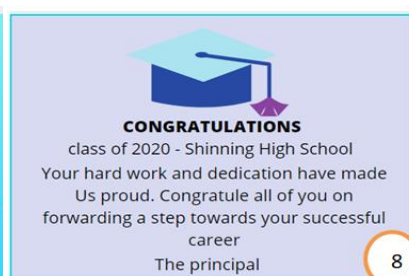 CONGRATULATIONS
class of 2020 - Shinning High School
Your hard work and dedication have made
Us proud. Congratule all of you on
forwarding a step towards your successful
career
The principal
8